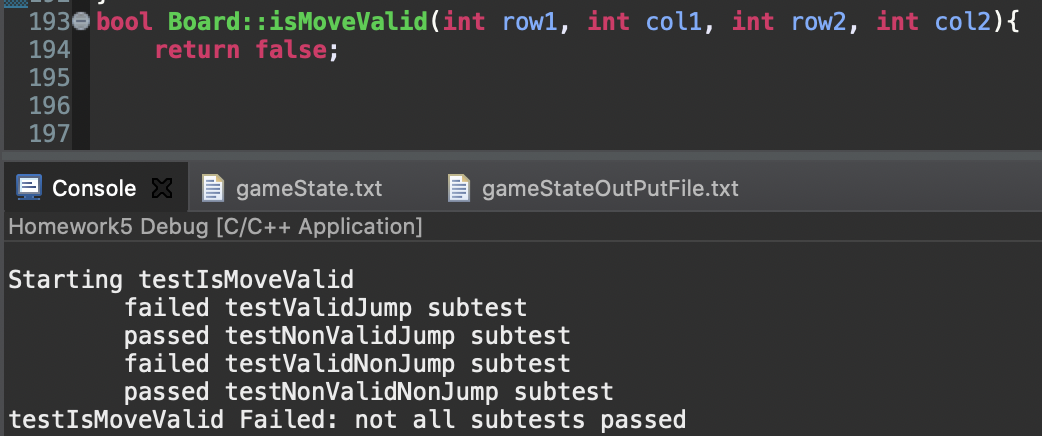 193 bool Board::isMoveValid(int row1, int col1, int row2, int col2){
194     return false;
195
196
197
Console gameState.txt gameStateOutPutFile.txt
Homework5 Debug [C/C++ Application]
Starting testIsMoveValid
        failed testValidJump subtest
        passed testNonValidJump subtest
        failed testValidNonJump subtest
        passed testNonValidNonJump subtest
testIsMoveValid Failed: not all subtests passed